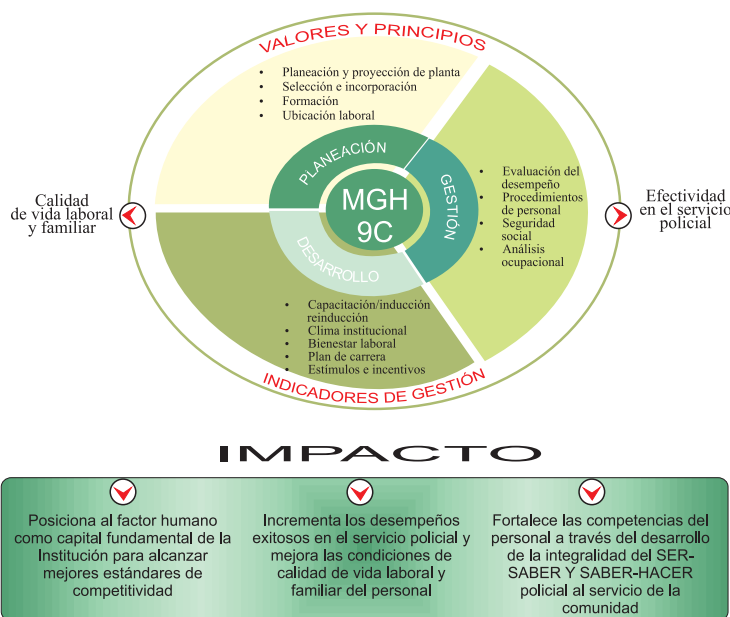 VALORES Y PRINCIPIOS
• Planeación y proyección de planta
• Selección e incorporación
• Formación
• Ubicación laboral
PLANEACIÓN
MGH
9C
GESTIÓN
• Evaluación del
desempeño
• Procedimientos
de personal
• Seguridad
social
• Análisis
ocupacional
Calidad
de vida laboral
y familiar
Efectividad
en el servicio
policial
DESARROLLO
• Capacitación/inducción
reinducción
• Clima institucional
• Bienestar laboral
• Plan de carrera
• Estímulos e incentivos
INDICADORES DE GESTIÓN
IMPACTO
Posiciona al factor humano
como capital fundamental de la
Institución para alcanzar
mejores estándares de
competitividad
Incrementa los desempeños
exitosos en el servicio policial y
mejora las condiciones de
calidad de vida laboral y
familiar del personal
Fortalece las competencias del
personal a través del desarrollo
de la integralidad del SER-
SABER Y SABER-HACER
policial al servicio de la
comunidad